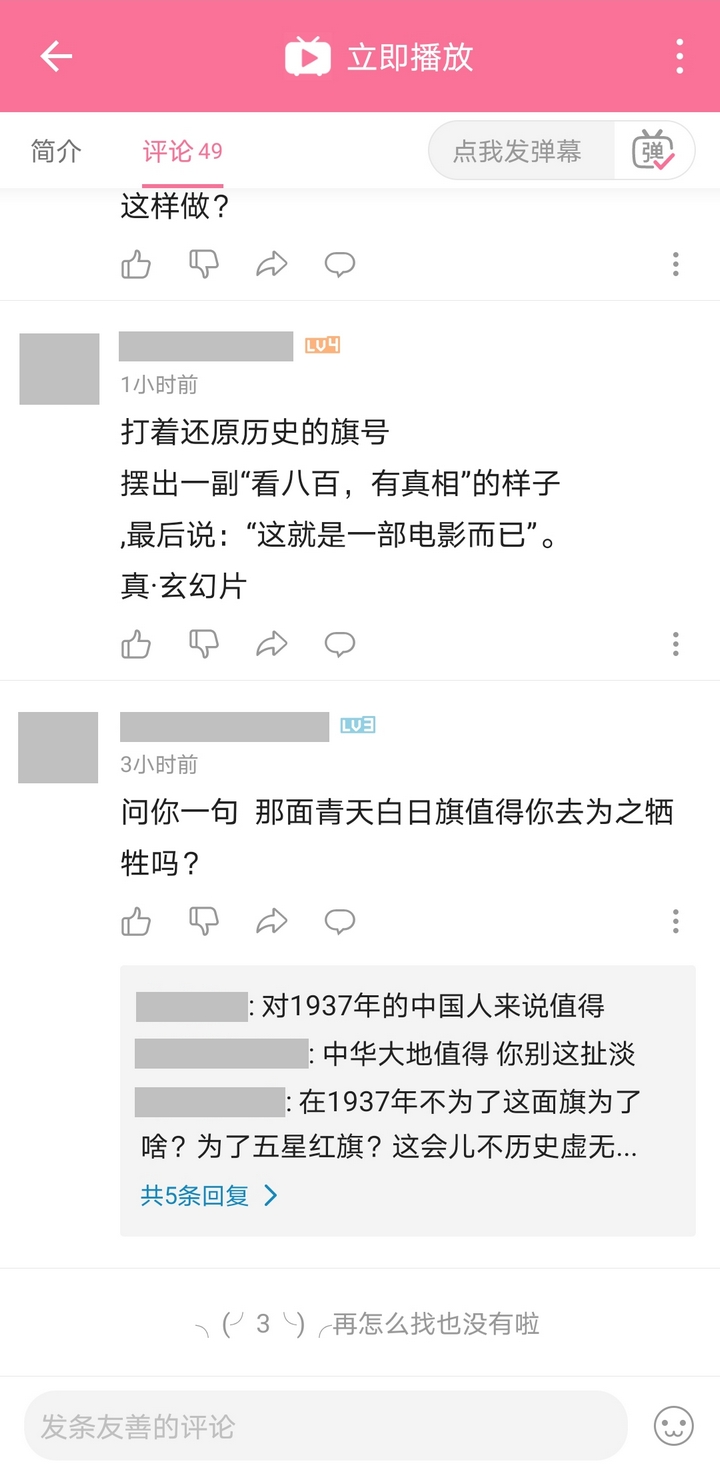 立即播放
简介
评论 49
点我发弹幕
弹
这样做？
LV4
1小时前
打着还原历史的旗号
摆出一副“看八百，有真相”的样子
,最后说：“这就是一部电影而已”。
真·玄幻片
LV3
3小时前
问你一句 那面青天白日旗值得你去为之牺
牲吗？
: 对1937年的中国人来说值得
: 中华大地值得 你别这扯淡
: 在1937年不为了这面旗为了
啥？为了五星红旗？这会儿不历史虚无...
共5条回复
╮(╯3╰)╭再怎么找也没有啦
发条友善的评论